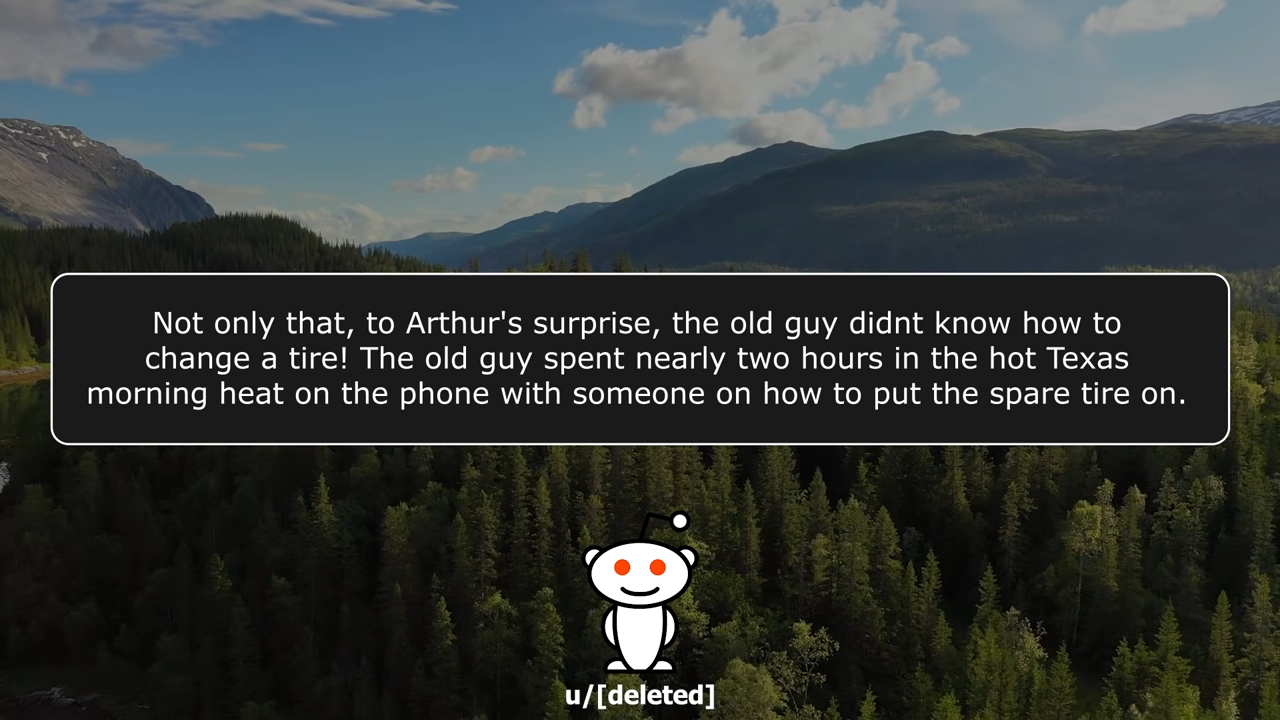 Not only that, to Arthur's surprise, the old guy didnt know how to
change a tire! The old guy spent nearly two hours in the hot Texas
morning heat on the phone with someone on how to put the spare tire on.
u/[deleted]